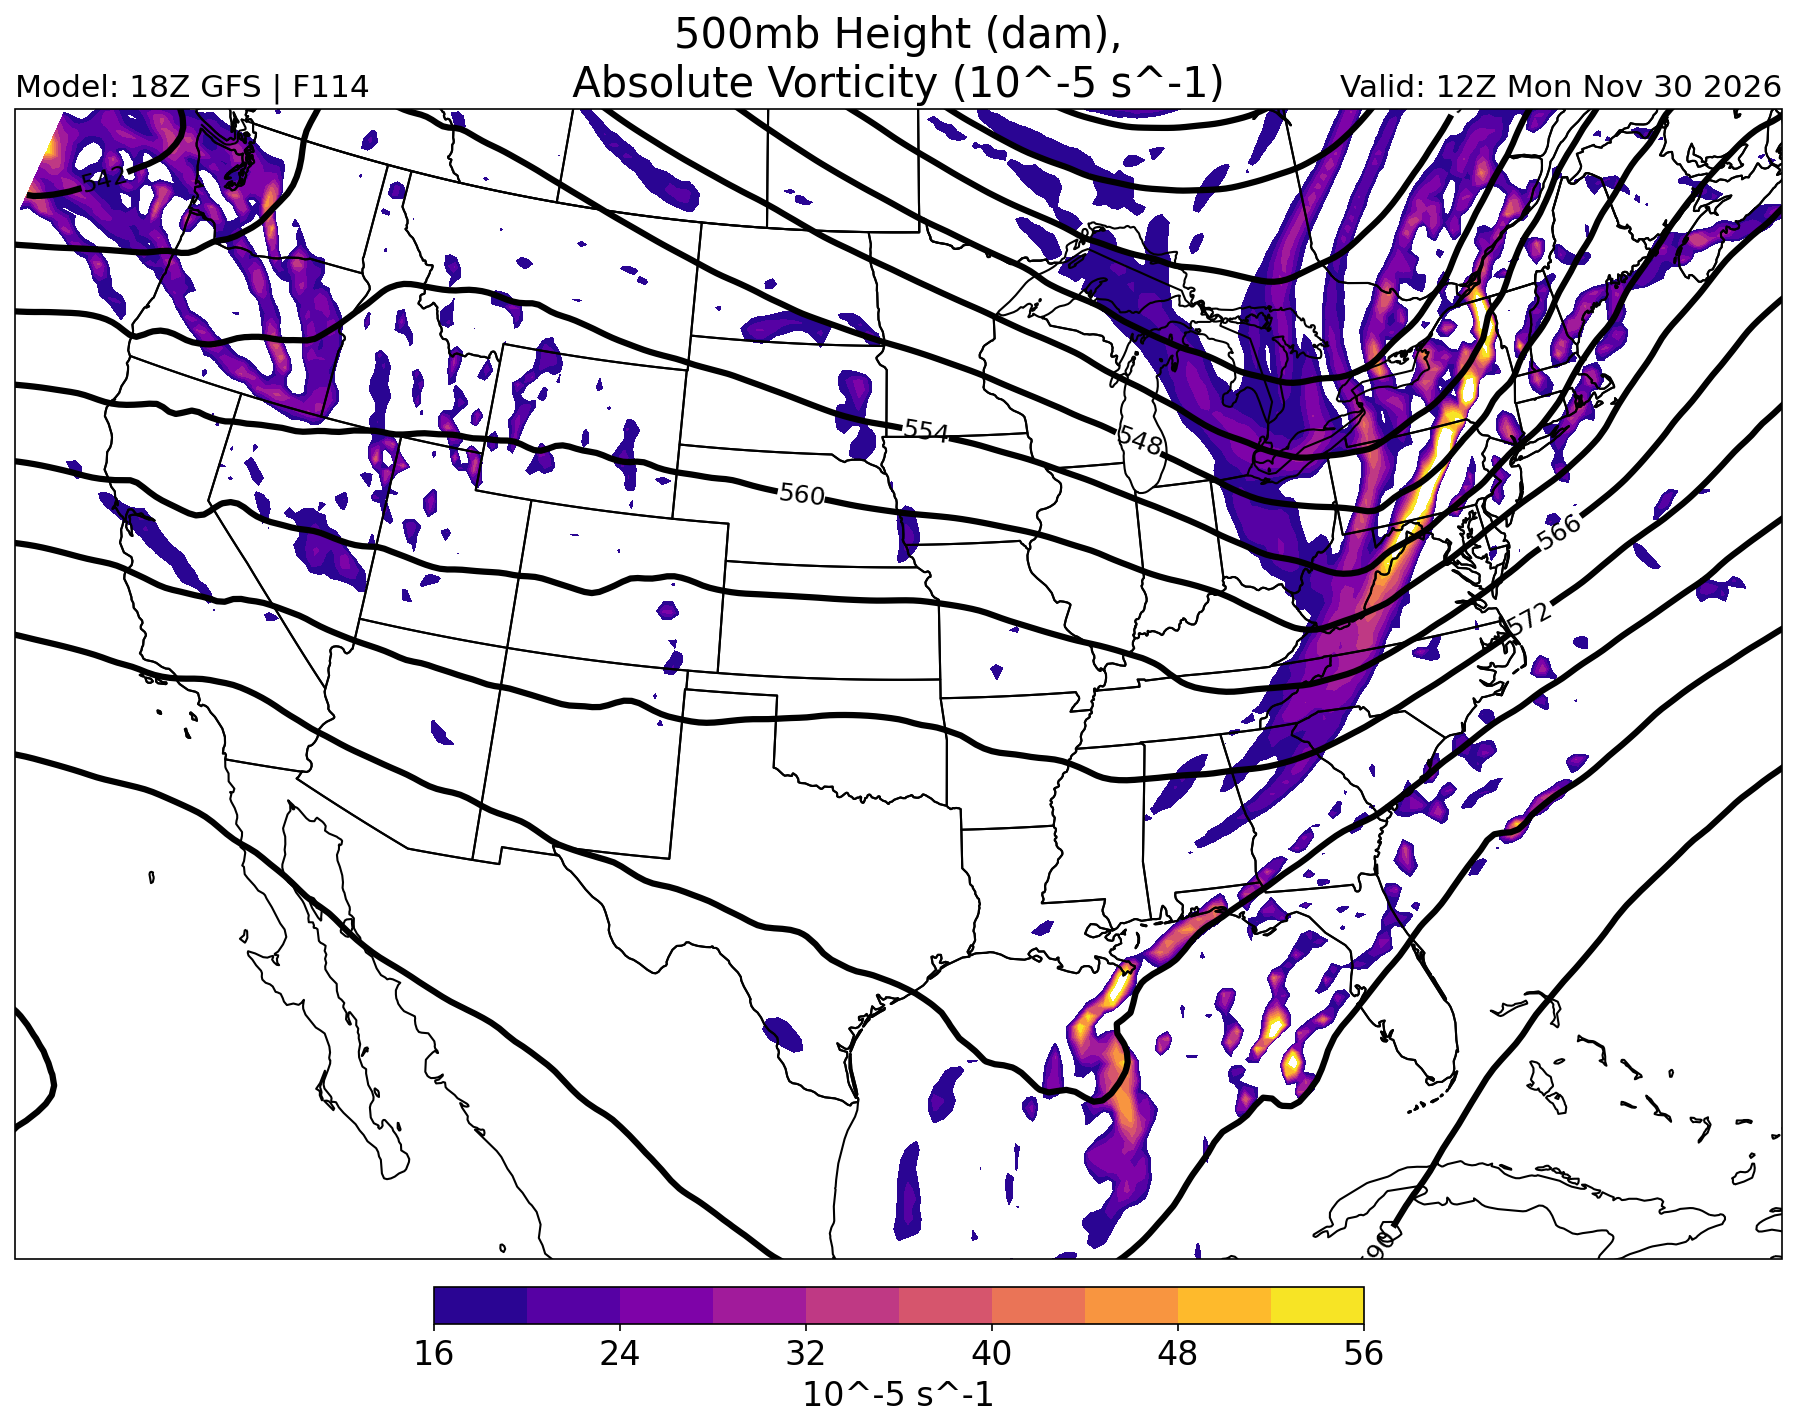 500mb Height (dam),
Absolute Vorticity (10^-5 s^-1)
Model: 18Z GFS | F114
Valid: 12Z Mon Nov 30 2026
542
554
548
560
566
572
16 24 32 40 48 56
10^-5 s^-1